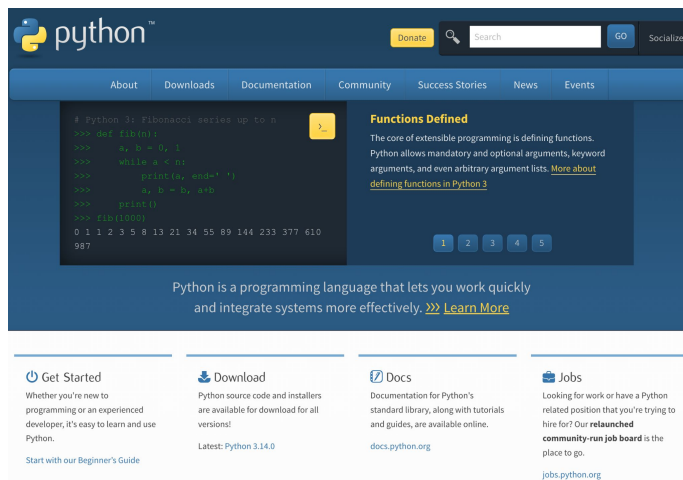 python™
Donate
Search
GO
Socialize
About Downloads Documentation Community Success Stories News Events
# Python 3: Fibonacci series up to n
>>> def fib(n):
>>>     a, b = 0, 1
>>>     while a < n:
>>>         print(a, end=' ')
>>>         a, b = b, a+b
>>>     print()
>>> fib(1000)
0 1 1 2 3 5 8 13 21 34 55 89 144 233 377 610
987
>_
Functions Defined
The core of extensible programming is defining functions.
Python allows mandatory and optional arguments, keyword
arguments, and even arbitrary argument lists. More about
defining functions in Python 3
1 2 3 4 5
Python is a programming language that lets you work quickly
and integrate systems more effectively. >>> Learn More
Get Started
Whether you're new to
programming or an experienced
developer, it's easy to learn and use
Python.
Start with our Beginner's Guide
Download
Python source code and installers
are available for download for all
versions!
Latest: Python 3.14.0
Docs
Documentation for Python's
standard library, along with tutorials
and guides, are available online.
docs.python.org
Jobs
Looking for work or have a Python
related position that you're trying to
hire for? Our relaunched
community-run job board is the
place to go.
jobs.python.org